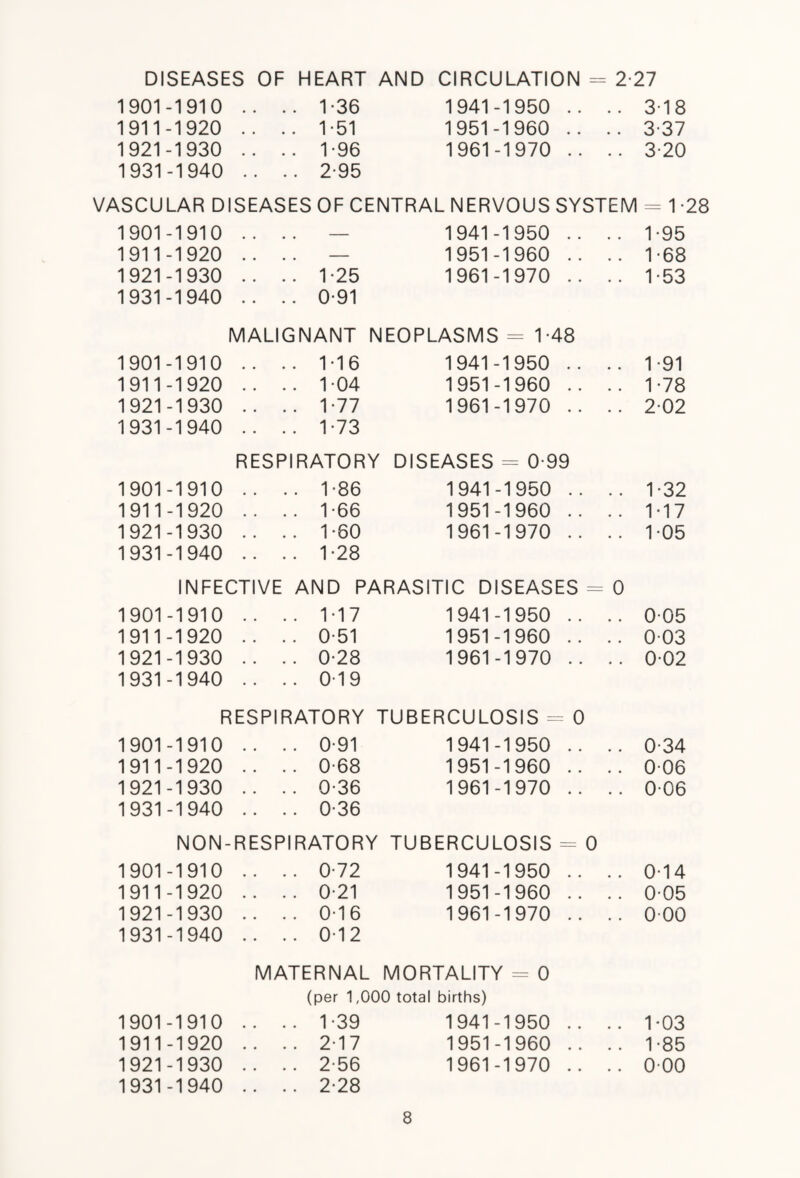 DISEASES OF HEART AND CIRCULATION = 2·27
1901-1910 .. .. 1·36 1941-1950 .. .. 3·18
1911-1920 .. .. 1·51 1951-1960 .. .. 3·37
1921-1930 .. .. 1·96 1961-1970 .. .. 3·20
1931-1940 .. .. 2·95
VASCULAR DISEASES OF CENTRAL NERVOUS SYSTEM = 1·28
1901-1910 .. .. — 1941-1950 .. .. 1·95
1911-1920 .. .. — 1951-1960 .. .. 1·68
1921-1930 .. .. 1·25 1961-1970 .. .. 1·53
1931-1940 .. .. 0·91
MALIGNANT NEOPLASMS = 1·48
1901-1910 .. .. 1·16 1941-1950 .. .. 1·91
1911-1920 .. .. 1·04 1951-1960 .. .. 1·78
1921-1930 .. .. 1·77 1961-1970 .. .. 2·02
1931-1940 .. .. 1·73
RESPIRATORY DISEASES = 0·99
1901-1910 .. .. 1·86 1941-1950 .. .. 1·32
1911-1920 .. .. 1·66 1951-1960 .. .. 1·17
1921-1930 .. .. 1·60 1961-1970 .. .. 1·05
1931-1940 .. .. 1·28
INFECTIVE AND PARASITIC DISEASES = 0
1901-1910 .. .. 1·17 1941-1950 .. .. 0·05
1911-1920 .. .. 0·51 1951-1960 .. .. 0·03
1921-1930 .. .. 0·28 1961-1970 .. .. 0·02
1931-1940 .. .. 0·19
RESPIRATORY TUBERCULOSIS = 0
1901-1910 .. .. 0·91 1941-1950 .. .. 0·34
1911-1920 .. .. 0·68 1951-1960 .. .. 0·06
1921-1930 .. .. 0·36 1961-1970 .. .. 0·06
1931-1940 .. .. 0·36
NON-RESPIRATORY TUBERCULOSIS = 0
1901-1910 .. .. 0·72 1941-1950 .. .. 0·14
1911-1920 .. .. 0·21 1951-1960 .. .. 0·05
1921-1930 .. .. 0·16 1961-1970 .. .. 0·00
1931-1940 .. .. 0·12
MATERNAL MORTALITY = 0
(per 1,000 total births)
1901-1910 .. .. 1·39 1941-1950 .. .. 1·03
1911-1920 .. .. 2·17 1951-1960 .. .. 1·85
1921-1930 .. .. 2·56 1961-1970 .. .. 0·00
1931-1940 .. .. 2·28
8